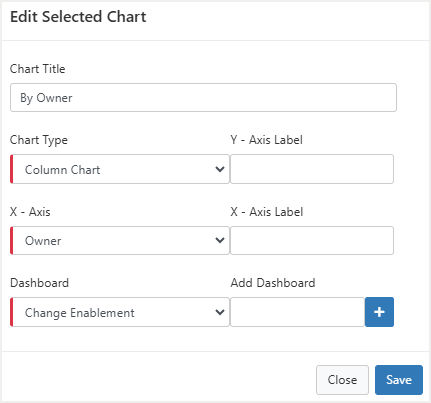 Edit Selected Chart
Chart Title
By Owner
Chart Type Y - Axis Label
Column Chart
X - Axis X - Axis Label
Owner
Dashboard Add Dashboard
Change Enablement +
Close Save